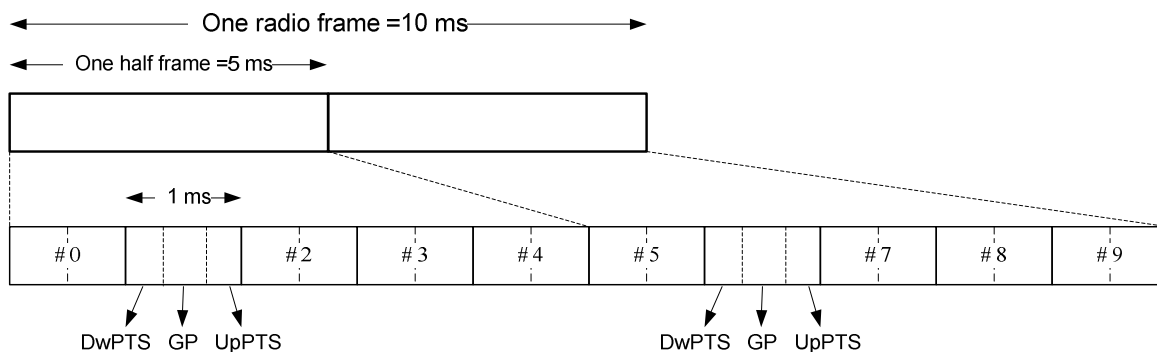 One radio frame =10 ms
One half frame =5 ms
1 ms
#0 #2 #3 #4 #5 #7 #8 #9
DwPTS GP UpPTS DwPTS GP UpPTS